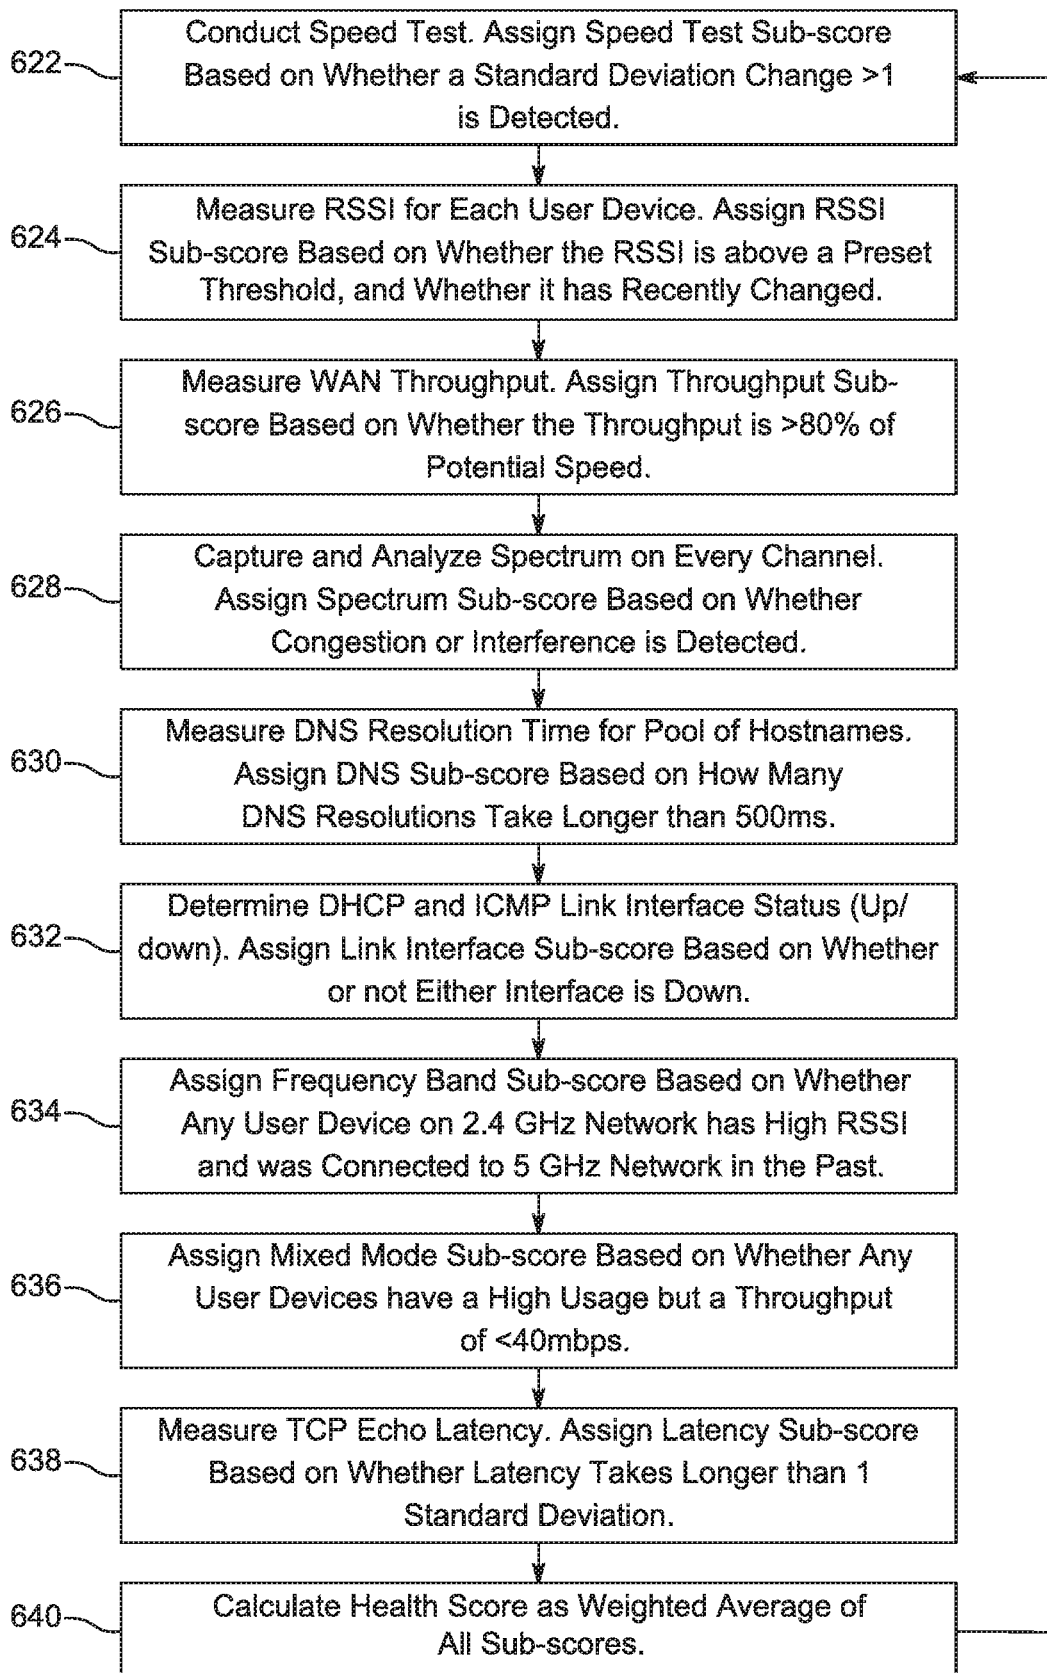 622
Conduct Speed Test. Assign Speed Test Sub-score
Based on Whether a Standard Deviation Change >1
is Detected.
624
Measure RSSI for Each User Device. Assign RSSI
Sub-score Based on Whether the RSSI is above a Preset
Threshold, and Whether it has Recently Changed.
626
Measure WAN Throughput. Assign Throughput Sub-
score Based on Whether the Throughput is >80% of
Potential Speed.
628
Capture and Analyze Spectrum on Every Channel.
Assign Spectrum Sub-score Based on Whether
Congestion or Interference is Detected.
630
Measure DNS Resolution Time for Pool of Hostnames.
Assign DNS Sub-score Based on How Many
DNS Resolutions Take Longer than 500ms.
632
Determine DHCP and ICMP Link Interface Status (Up/
down). Assign Link Interface Sub-score Based on Whether
or not Either Interface is Down.
634
Assign Frequency Band Sub-score Based on Whether
Any User Device on 2.4 GHz Network has High RSSI
and was Connected to 5 GHz Network in the Past.
636
Assign Mixed Mode Sub-score Based on Whether Any
User Devices have a High Usage but a Throughput
of <40mbps.
638
Measure TCP Echo Latency. Assign Latency Sub-score
Based on Whether Latency Takes Longer than 1
Standard Deviation.
640
Calculate Health Score as Weighted Average of
All Sub-scores.